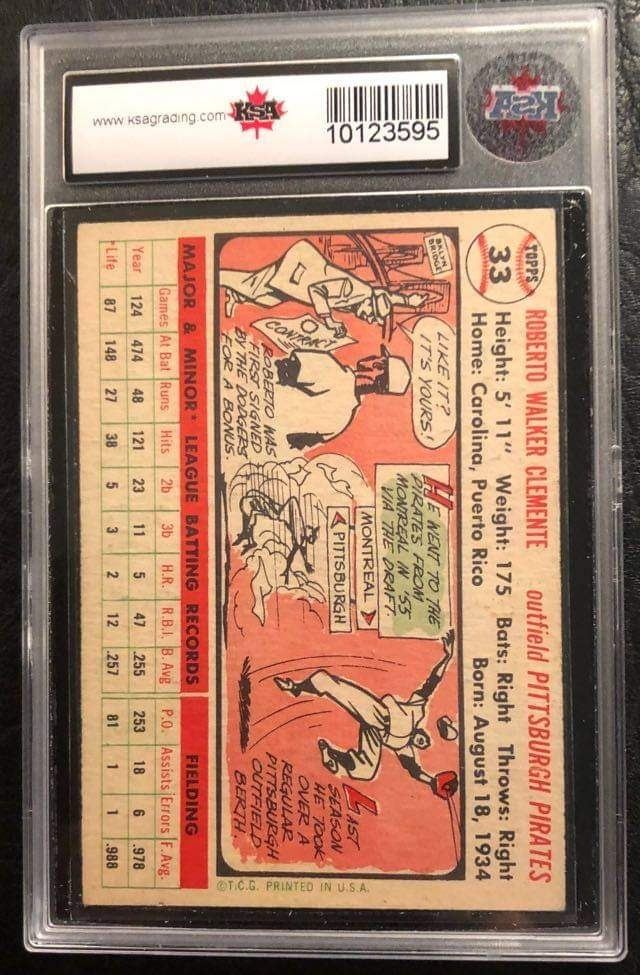 www.ksagrading.com
KSA
10123595
KSA
TOPPS
33
ROBERTO WALKER CLEMENTE outfield PITTSBURGH PIRATES
Height: 5' 11" Weight: 175 Bats: Right Throws: Right
Home: Carolina, Puerto Rico Born: August 18, 1934
BKLYN
BRIDGE
LIKE IT?
IT'S YOURS!
CONTRACT
ROBERTO WAS
FIRST SIGNED
BY THE DODGERS
FOR A BONUS.
HE WENT TO THE
PIRATES FROM
MONTREAL IN '55
VIA THE DRAFT.
MONTREAL
PITTSBURGH
LAST
SEASON
HE TOOK
OVER A
REGULAR
PITTSBURGH
OUTFIELD
BERTH.
©T.C.G. PRINTED IN U.S.A.
MAJOR & MINOR* LEAGUE BATTING RECORDS FIELDING
Games At Bat Runs Hits 2b 3b H.R. R.B.I. B.Avg. P.O. Assists Errors F.Avg.
Year 124 474 48 121 23 11 5 47 .255 253 18 6 .978
*Life 87 148 27 38 5 3 2 12 .257 81 1 1 .988